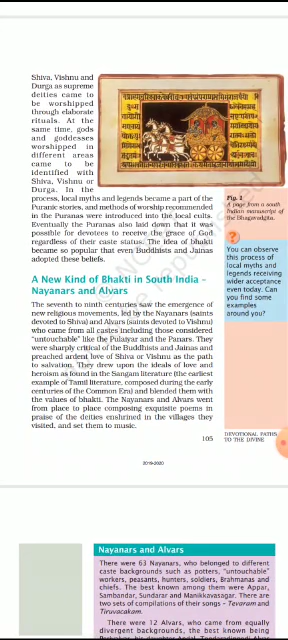 Shiva, Vishnu and
Durga as supreme
deities came to
be worshipped
through elaborate
rituals. At the
same time, gods
and goddesses
worshipped in
different areas
came to be
identified with
Shiva, Vishnu or
Durga. In the
process, local myths and legends became a part of the
Puranic stories, and methods of worship recommended
in the Puranas were introduced into the local cults.
Eventually the Puranas also laid down that it was
possible for devotees to receive the grace of God
regardless of their caste status. The idea of bhakti
became so popular that even Buddhists and Jainas
adopted these beliefs.
Fig. 1
A page from a south
Indian manuscript of
the Bhagavadgita.
?
You can observe
this process of
local myths and
legends receiving
wider acceptance
even today. Can
you find some
examples
around you?
A New Kind of Bhakti in South India –
Nayanars and Alvars
The seventh to ninth centuries saw the emergence of
new religious movements, led by the Nayanars (saints
devoted to Shiva) and Alvars (saints devoted to Vishnu)
who came from all castes including those considered
“untouchable” like the Pulaiyar and the Panars. They
were sharply critical of the Buddhists and Jainas and
preached ardent love of Shiva or Vishnu as the path
to salvation. They drew upon the ideals of love and
heroism as found in the Sangam literature (the earliest
example of Tamil literature, composed during the early
centuries of the Common Era) and blended them with
the values of bhakti. The Nayanars and Alvars went
from place to place composing exquisite poems in
praise of the deities enshrined in the villages they
visited, and set them to music.
105
DEVOTIONAL PATHS
TO THE DIVINE
2019-2020
Nayanars and Alvars
There were 63 Nayanars, who belonged to different
caste backgrounds such as potters, “untouchable”
workers, peasants, hunters, soldiers, Brahmanas and
chiefs. The best known among them were Appar,
Sambandar, Sundarar and Manikkavasagar. There are
two sets of compilations of their songs – Tevaram and
Tiruvacakam.
There were 12 Alvars, who came from equally
divergent backgrounds, the best known being